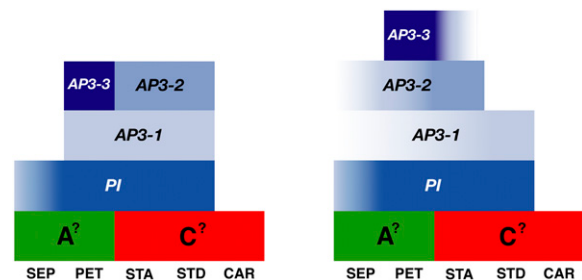 AP3-3 AP3-2
AP3-1
PI
A? C?
SEP PET STA STD CAR
AP3-3
AP3-2
AP3-1
PI
A? C?
SEP PET STA STD CAR